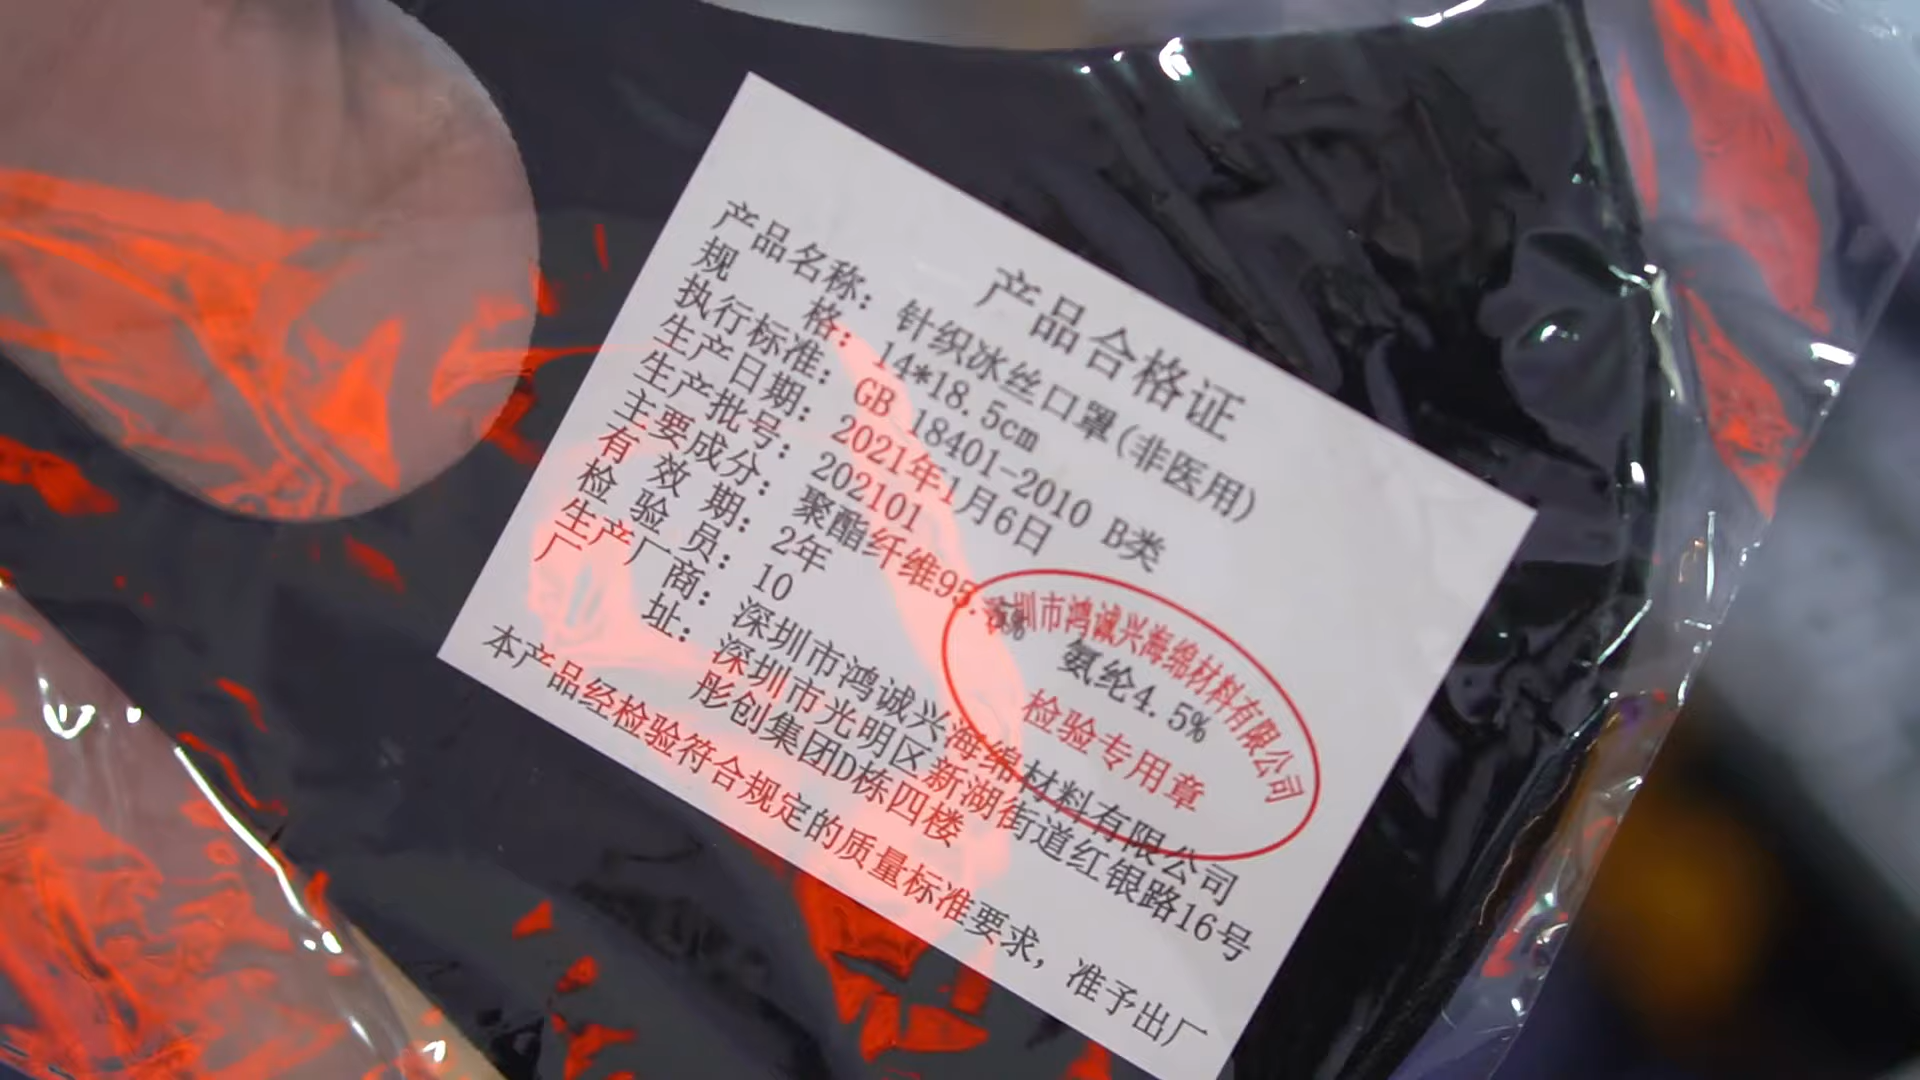 产品合格证
产品名称：针织冰丝口罩(非医用)
规格：14*18.5cm
执行标准：GB 18401-2010 B类
生产日期：2021年1月6日
生产批号：202101
主要成分：聚酯纤维95.5% 氨纶4.5%
有效期：2年
检验员：10
生产厂商：深圳市鸿诚兴海绵材料有限公司
厂址：深圳市光明区新湖街道红银路16号
彤创集团D栋四楼
本产品经检验符合规定的质量标准要求，准予出厂
深圳市鸿诚兴海绵材料有限公司
检验专用章